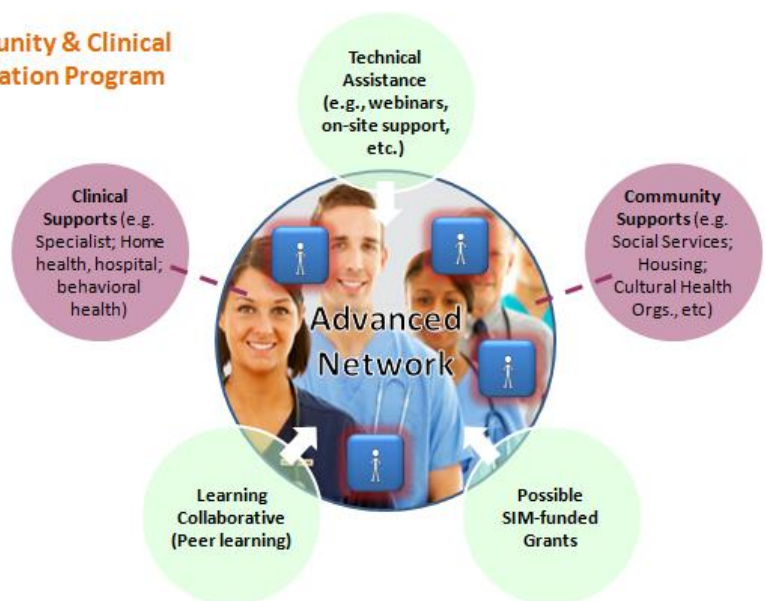 unity & Clinical
ation Program
Technical
Assistance
(e.g., webinars,
on-site support,
etc.)
Clinical
Supports (e.g.
Specialist; Home
health, hospital;
behavioral
health)
Community
Supports (e.g.
Social Services;
Housing;
Cultural Health
Orgs., etc)
Advanced
Network
Learning
Collaborative
(Peer learning)
Possible
SIM-funded
Grants